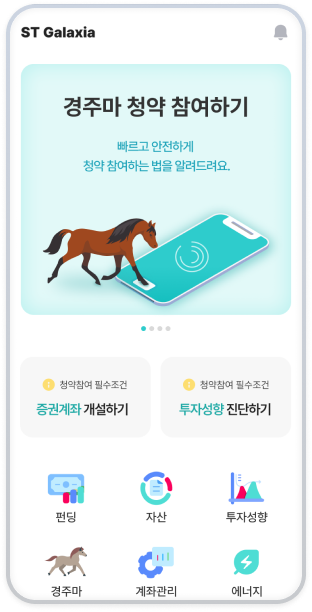 ST Galaxia
경주마 청약 참여하기
빠르고 안전하게
청약 참여하는 법을 알려드려요.
청약참여 필수조건
증권계좌 개설하기
청약참여 필수조건
투자성향 진단하기
펀딩
자산
투자성향
경주마
계좌관리
에너지